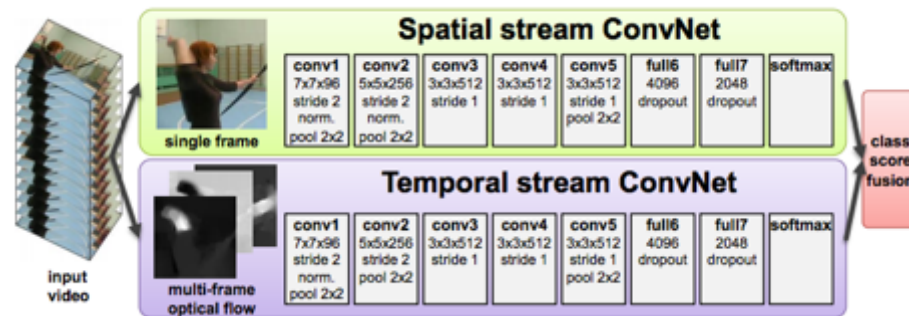 Spatial stream ConvNet
conv1
7x7x96
stride 2
norm.
pool 2x2
conv2
5x5x256
stride 2
norm.
pool 2x2
conv3
3x3x512
stride 1
conv4
3x3x512
stride 1
conv5
3x3x512
stride 1
pool 2x2
full6
4096
dropout
full7
2048
dropout
softmax
single frame
Temporal stream ConvNet
conv1
7x7x96
stride 2
norm.
pool 2x2
conv2
5x5x256
stride 2
pool 2x2
conv3
3x3x512
stride 1
conv4
3x3x512
stride 1
conv5
3x3x512
stride 1
pool 2x2
full6
4096
dropout
full7
2048
dropout
softmax
multi-frame
optical flow
input
video
class
score
fusion